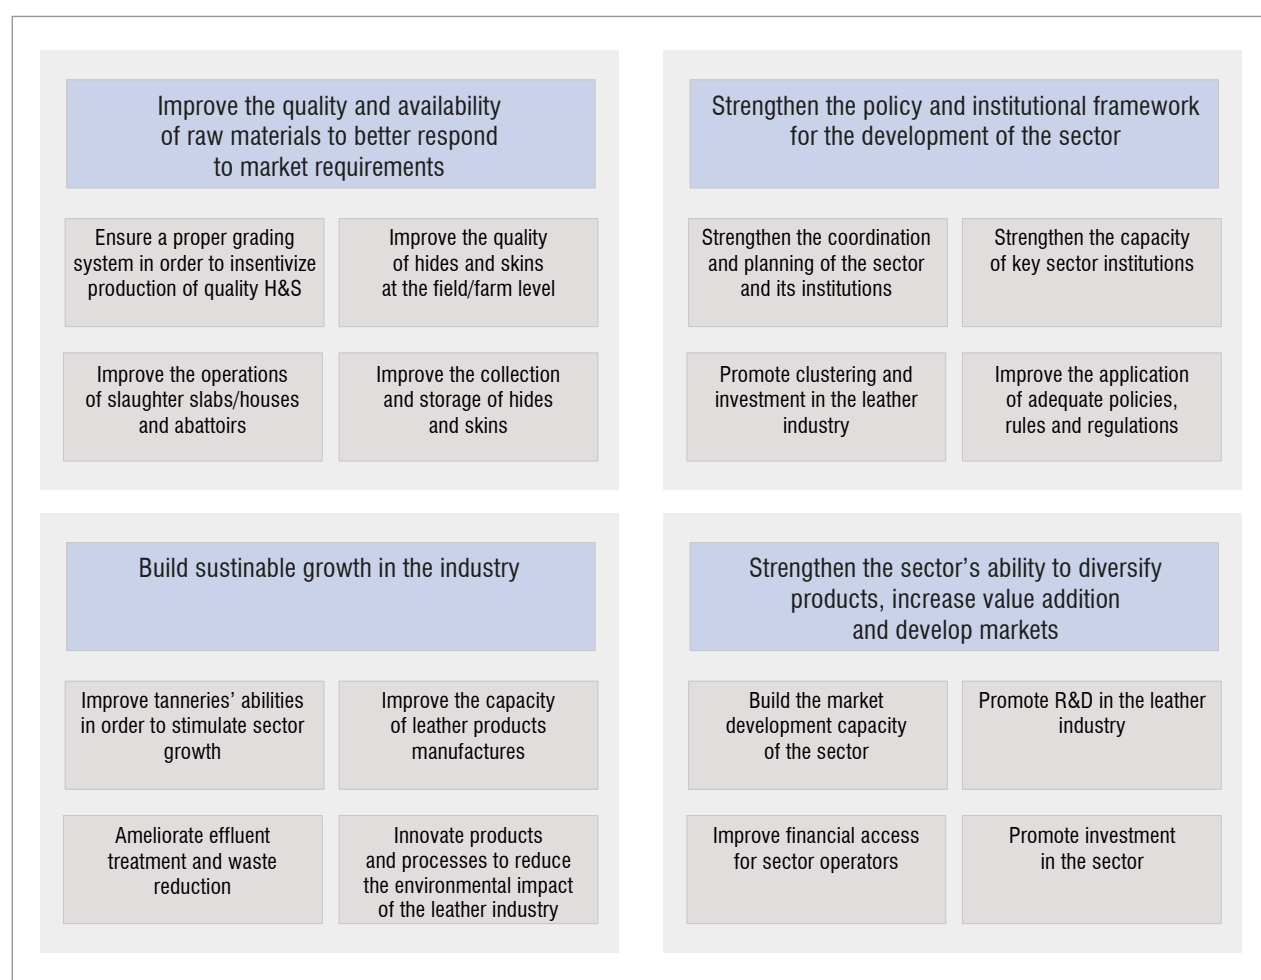 Improve the quality and availability
of raw materials to better respond
to market requirements
Ensure a proper grading
system in order to insentivize
production of quality H&S
Improve the quality
of hides and skins
at the field/farm level
Improve the operations
of slaughter slabs/houses
and abattoirs
Improve the collection
and storage of hides
and skins
Strengthen the policy and institutional framework
for the development of the sector
Strengthen the coordination
and planning of the sector
and its institutions
Strengthen the capacity
of key sector institutions
Promote clustering and
investment in the leather
industry
Improve the application
of adequate policies,
rules and regulations
Build sustinable growth in the industry
Improve tanneries’ abilities
in order to stimulate sector
growth
Improve the capacity
of leather products
manufactures
Ameliorate effluent
treatment and waste
reduction
Innovate products
and processes to reduce
the environmental impact
of the leather industry
Strengthen the sector’s ability to diversify
products, increase value addition
and develop markets
Build the market
development capacity
of the sector
Promote R&D in the leather
industry
Improve financial access
for sector operators
Promote investment
in the sector